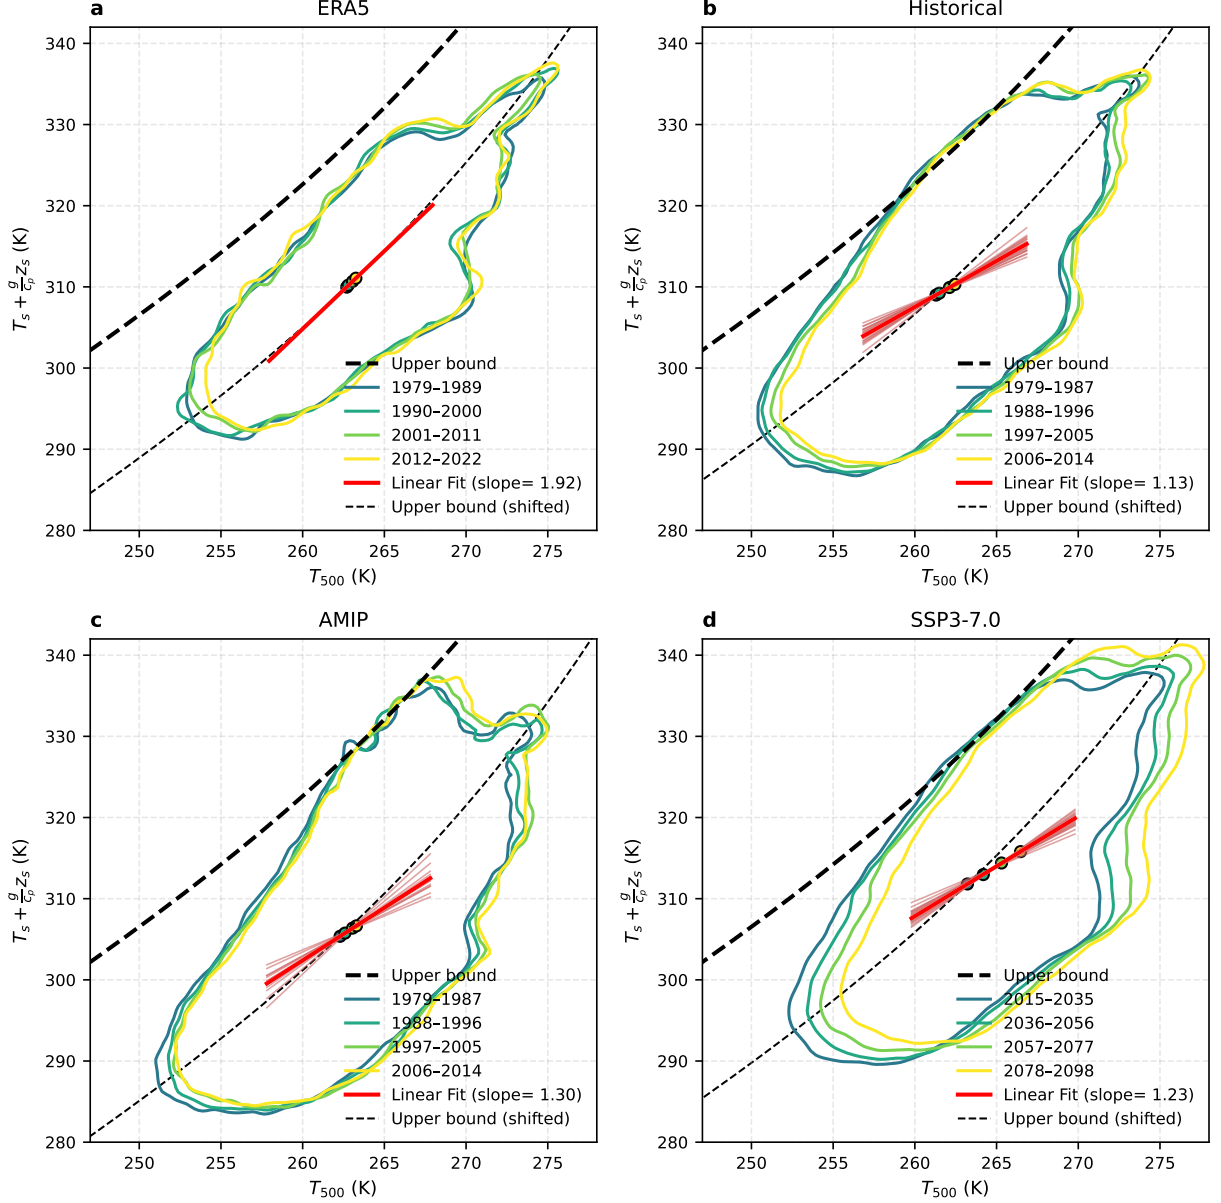 a
ERA5
340
330
320
310
300
290
280
250
255
260
265
270
275
T_s + g/c_p z_s (K)
T_500 (K)
Upper bound
1979–1989
1990–2000
2001–2011
2012–2022
Linear Fit (slope= 1.92)
Upper bound (shifted)
b
Historical
340
330
320
310
300
290
280
250
255
260
265
270
275
T_s + g/c_p z_s (K)
T_500 (K)
Upper bound
1979–1987
1988–1996
1997–2005
2006–2014
Linear Fit (slope= 1.13)
Upper bound (shifted)
c
AMIP
340
330
320
310
300
290
280
250
255
260
265
270
275
T_s + g/c_p z_s (K)
T_500 (K)
Upper bound
1979–1987
1988–1996
1997–2005
2006–2014
Linear Fit (slope= 1.30)
Upper bound (shifted)
d
SSP3-7.0
340
330
320
310
300
290
280
250
255
260
265
270
275
T_s + g/c_p z_s (K)
T_500 (K)
Upper bound
2015–2035
2036–2056
2057–2077
2078–2098
Linear Fit (slope= 1.23)
Upper bound (shifted)